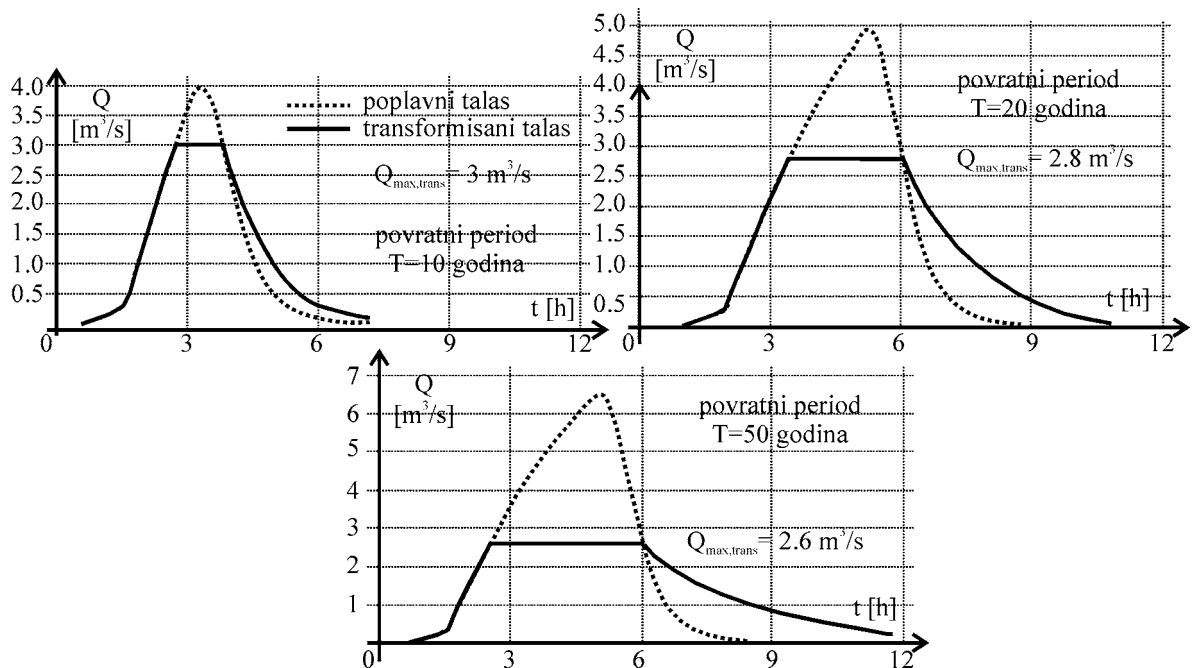 Q
[m³/s]
4.0
3.5
3.0
2.5
2.0
1.5
1.0
0.5
poplavni talas
transformisani talas
Qmax,trans= 3 m³/s
povratni period
T=10 godina
t [h]
0 3 6 9 12
Q
[m³/s]
5.0
4.5
4.0
3.5
3.0
2.5
2.0
1.5
1.0
0.5
povratni period
T=20 godina
Qmax,trans= 2.8 m³/s
t [h]
0 3 6 9 12
Q
[m³/s]
7
6
5
4
3
2
1
povratni period
T=50 godina
Qmax,trans= 2.6 m³/s
t [h]
0 3 6 9 12